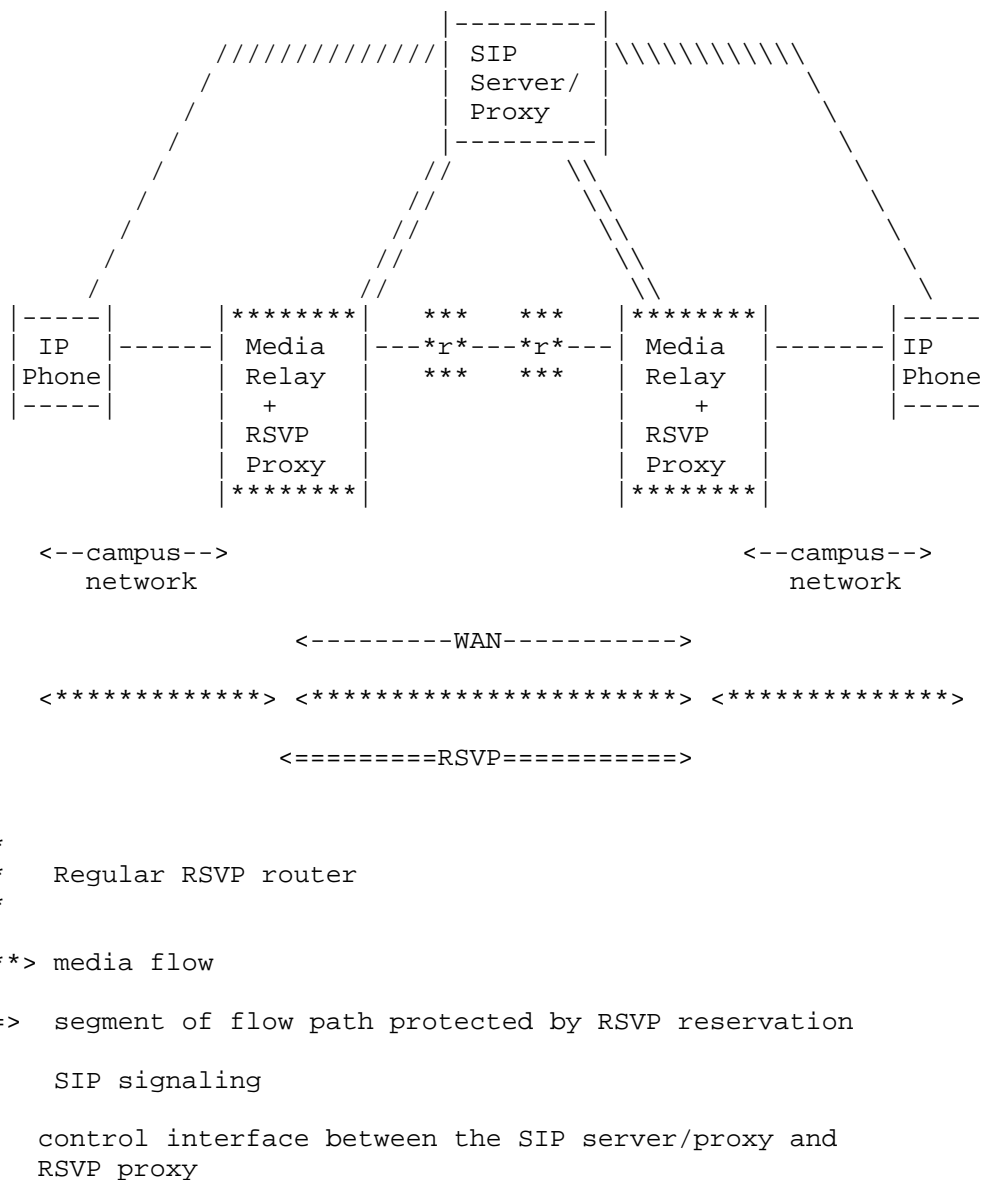 |---------|
             //////////////| SIP     |\\\\\\\\\\\\
            /              | Server/ |            \
           /               | Proxy   |             \
          /                |---------|              \
         /                //       \\                \
        /                //         \\                \
       /                //           \\                \
      /                //             \\                \
     /                //               \\                \
|-----|      |********|   ***   ***   |********|       |-----
| IP  |------| Media  |---*r*---*r*---| Media  |-------|IP
|Phone|      | Relay  |   ***   ***   | Relay  |       |Phone
|-----|      |  +     |               |   +    |       |-----
             | RSVP   |               | RSVP   |
             | Proxy  |               | Proxy  |
             |********|               |********|
<--campus--> <--campus-->
network network
<---------WAN----------->
<*************> <***********************> <**************>
<=========RSVP===========>
*
* Regular RSVP router
*
**> media flow
=> segment of flow path protected by RSVP reservation
SIP signaling
control interface between the SIP server/proxy and
RSVP proxy